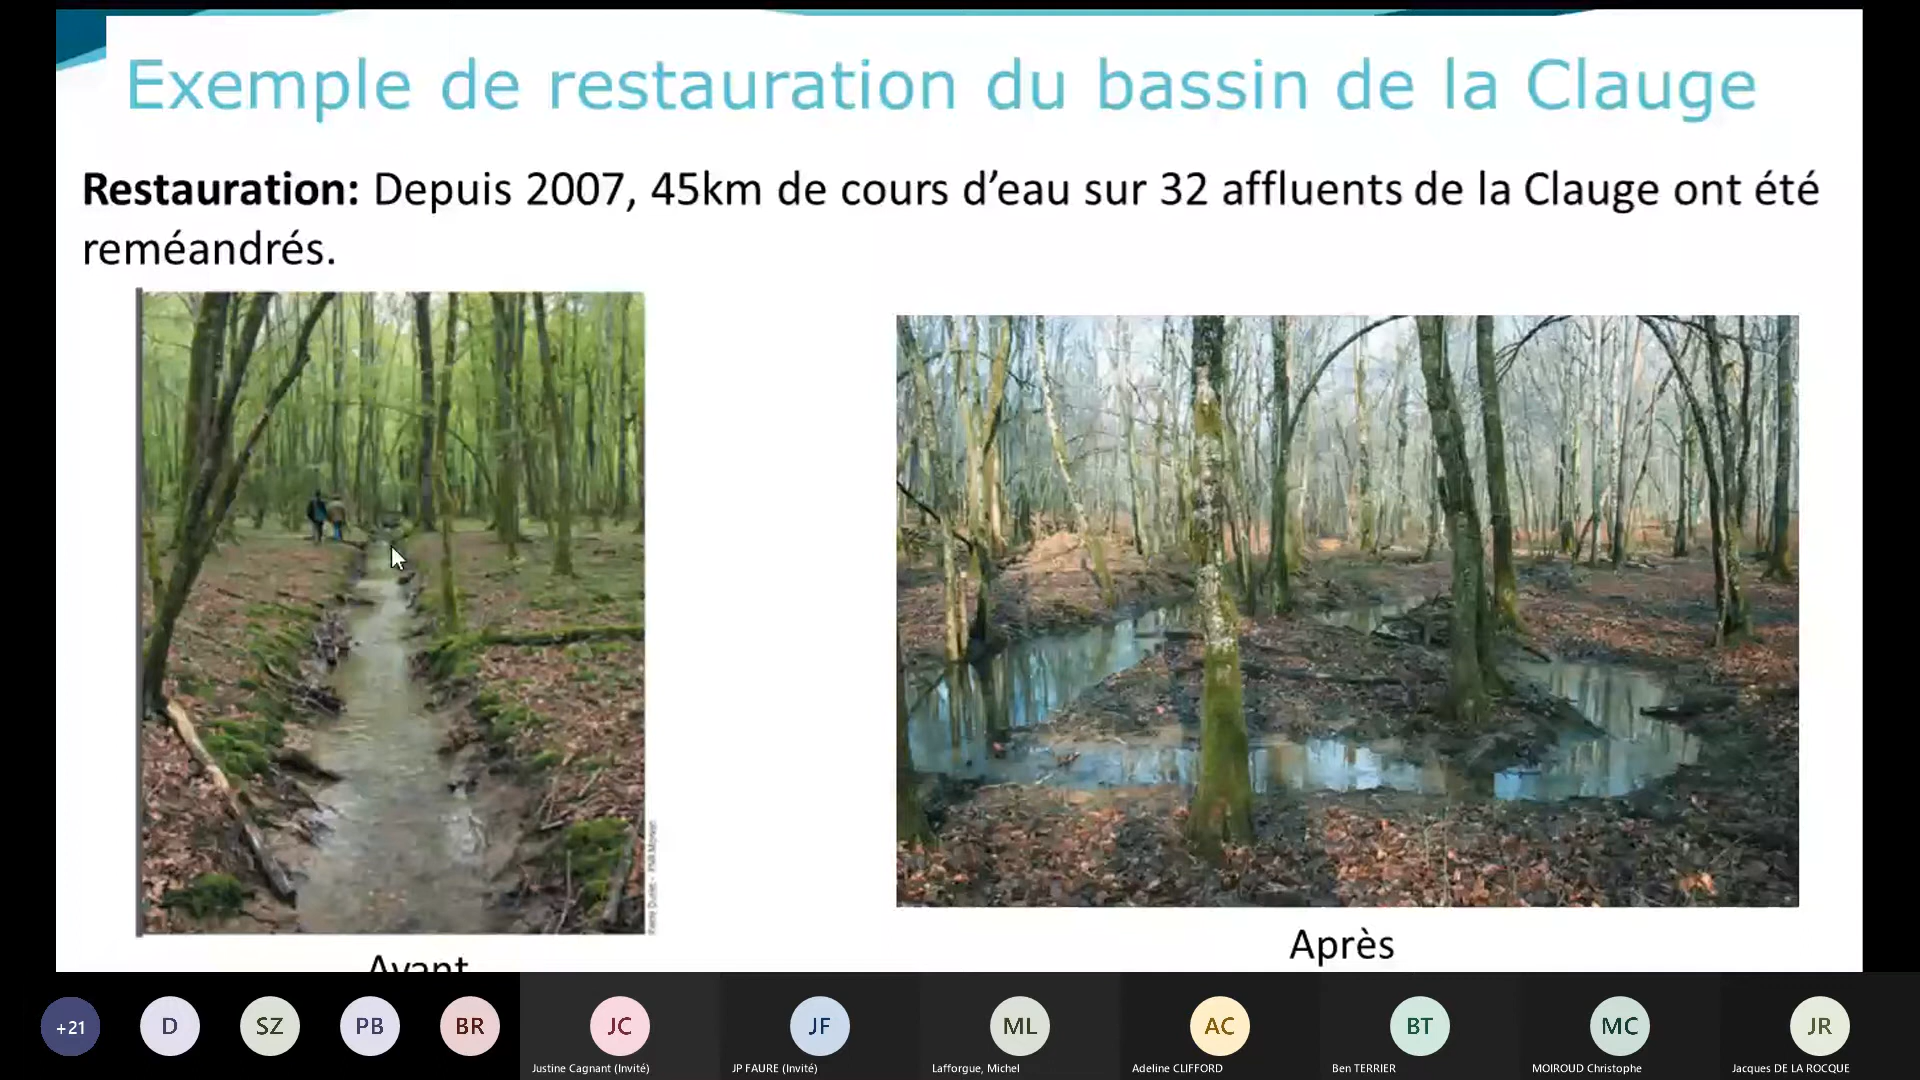 Exemple de restauration du bassin de la Clauge
Restauration: Depuis 2007, 45km de cours d’eau sur 32 affluents de la Clauge ont été
reméandrés.
Avant
Après
+21
D
SZ
PB
BR
JC
JF
ML
AC
BT
MC
JR
Justine Cagnant (Invité)
JP FAURE (Invité)
Lafforgue, Michel
Adeline CLIFFORD
Ben TERRIER
MOIROUD Christophe
Jacques DE LA ROCQUE